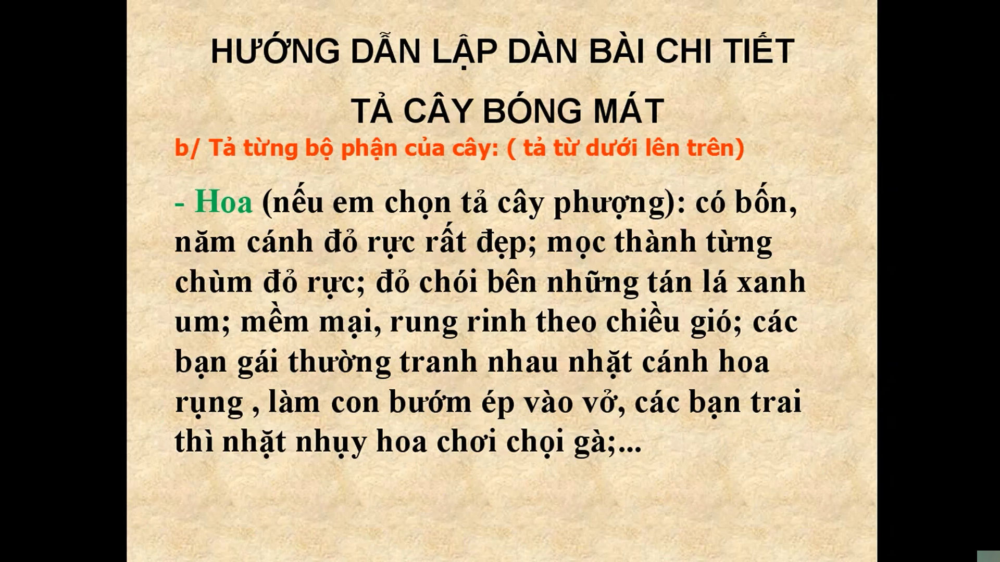 HƯỚNG DẪN LẬP DÀN BÀI CHI TIẾT
TẢ CÂY BÓNG MÁT
b/ Tả từng bộ phận của cây: ( tả từ dưới lên trên)
- Hoa (nếu em chọn tả cây phượng): có bốn,
năm cánh đỏ rực rất đẹp; mọc thành từng
chùm đỏ rực; đỏ chói bên những tán lá xanh
um; mềm mại, rung rinh theo chiều gió; các
bạn gái thường tranh nhau nhặt cánh hoa
rụng , làm con bướm ép vào vở, các bạn trai
thì nhặt nhụy hoa chơi chọi gà;...